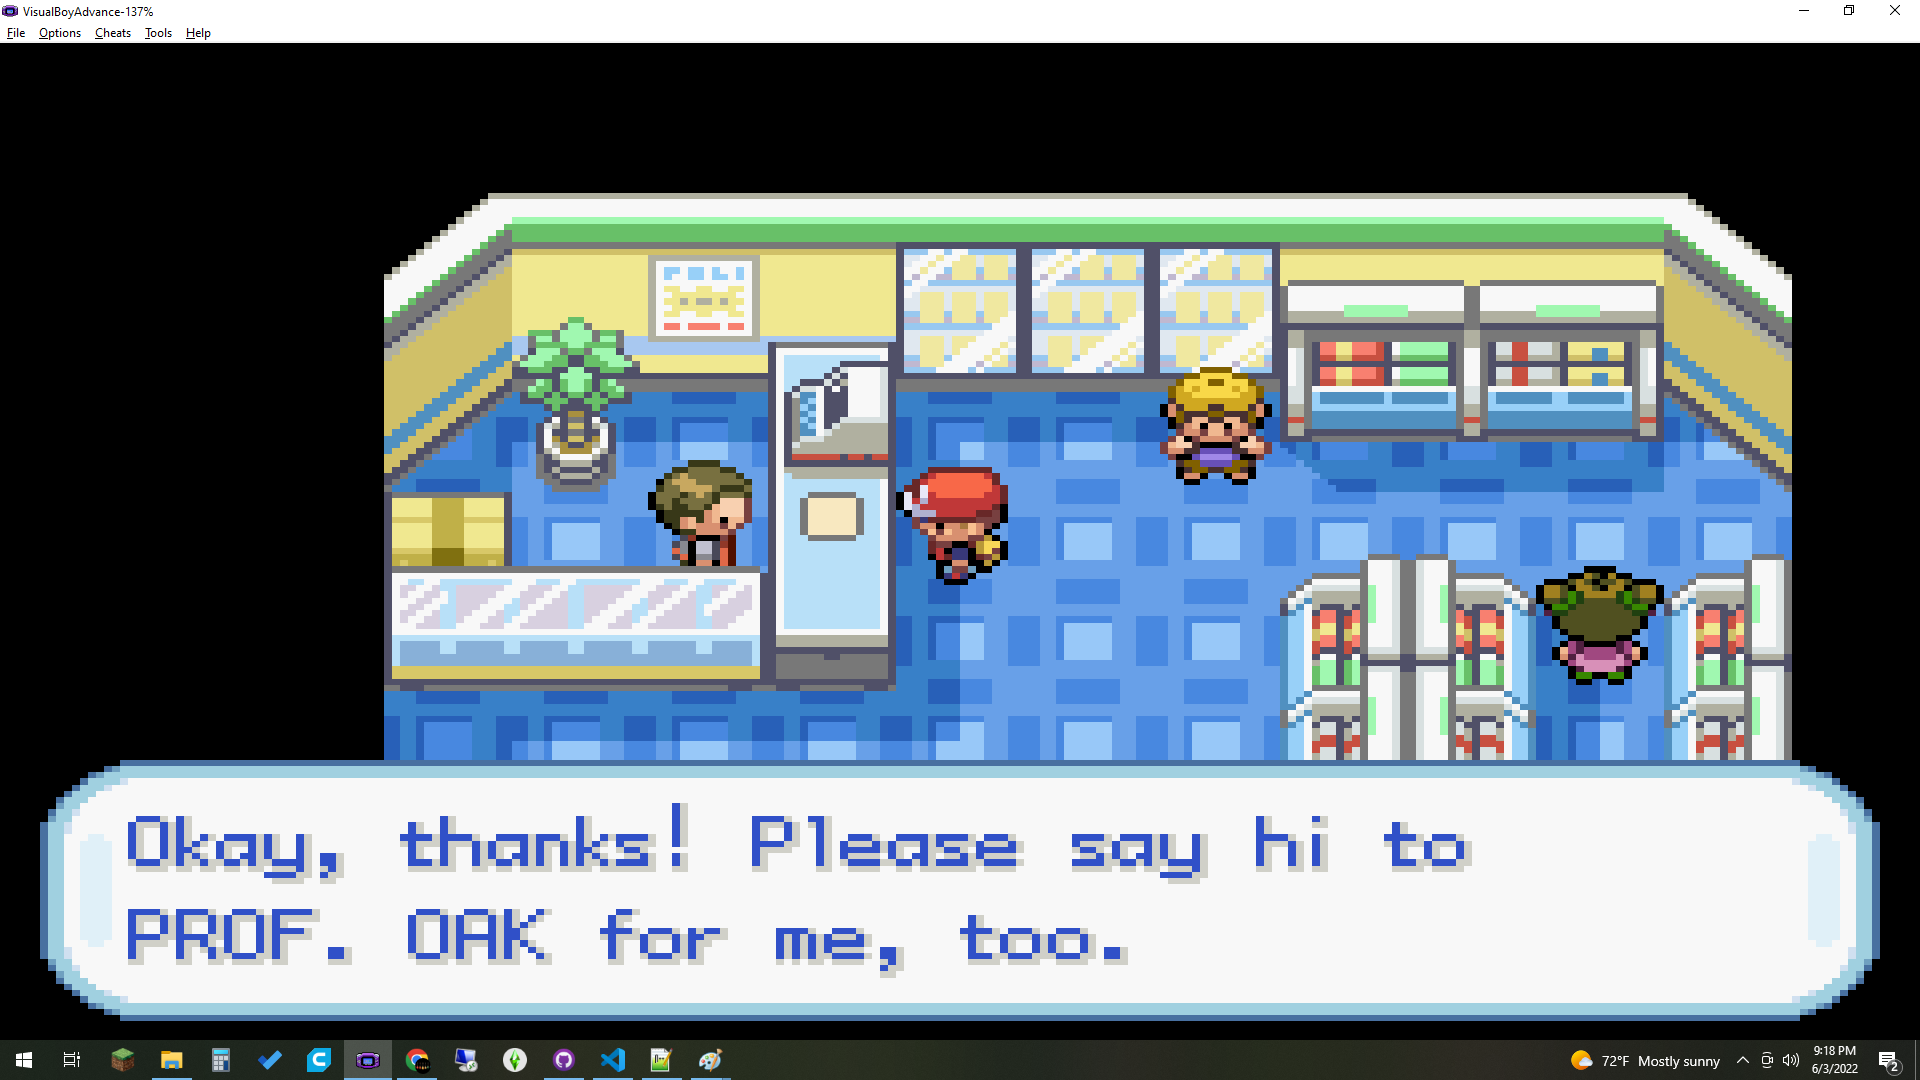 VisualBoyAdvance-137%
File Options Cheats Tools Help
Okay, thanks! Please say hi to
PROF. OAK for me, too.
72°F Mostly sunny
9:18 PM
6/3/2022
2